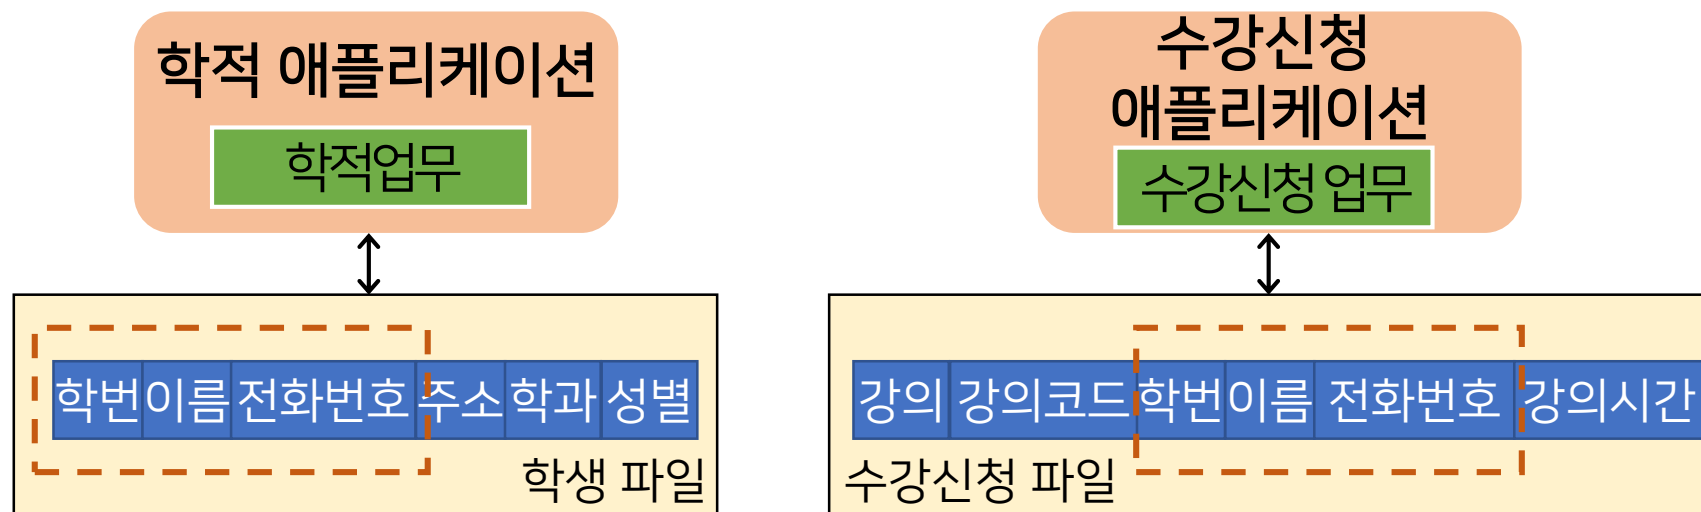 학적 애플리케이션
학적업무
수강신청
애플리케이션
수강신청 업무
학번 이름 전화번호 주소 학과 성별
학생 파일
강의 강의코드 학번 이름 전화번호 강의시간
수강신청 파일